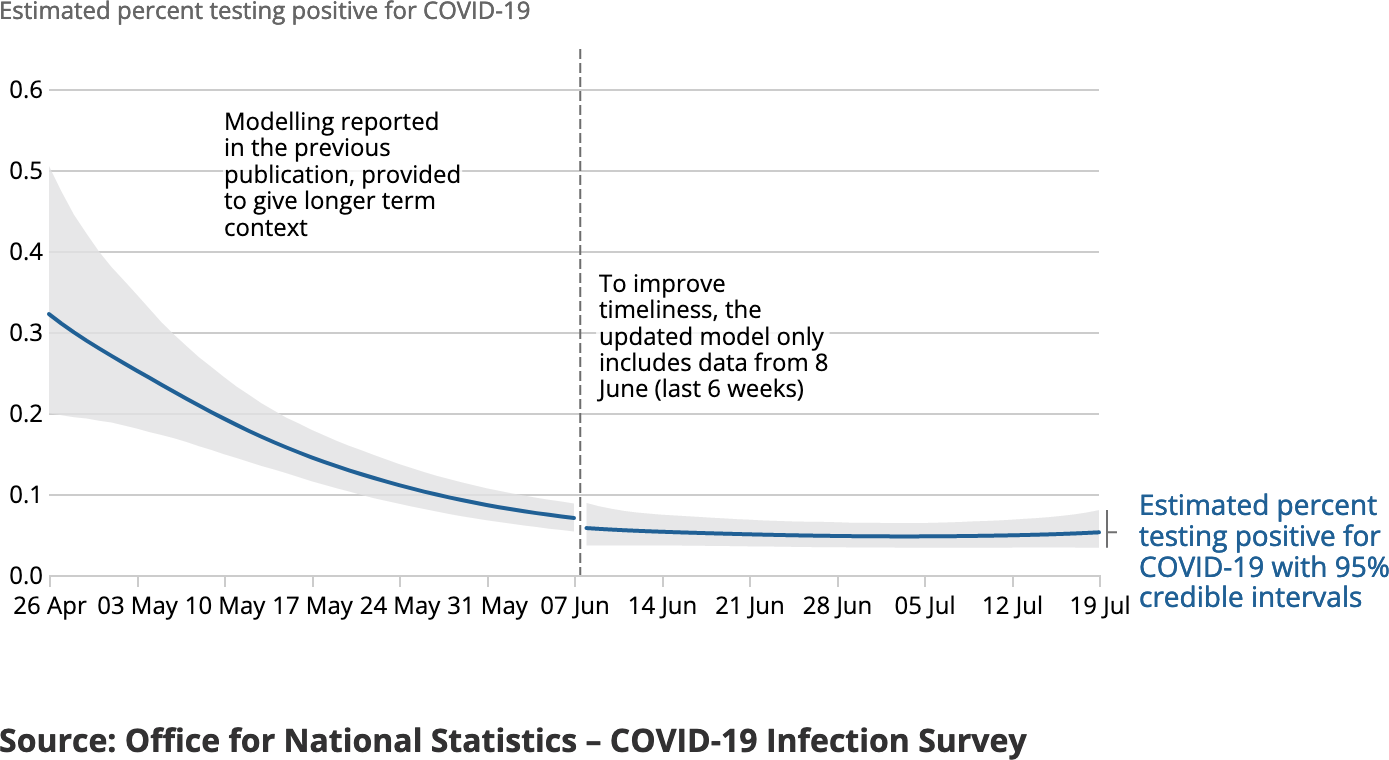 Estimated percent testing positive for COVID-19
0.6
Modelling reported
in the previous
publication, provided
to give longer term
context
0.5
0.4
To improve
timeliness, the
updated model only
includes data from 8
June (last 6 weeks)
0.3
0.2
0.1
Estimated percent
testing positive for
COVID-19 with 95%
credible intervals
0.0
26 Apr 03 May 10 May 17 May 24 May 31 May 07 Jun 14 Jun 21 Jun 28 Jun 05 Jul 12 Jul 19 Jul
Source: Office for National Statistics – COVID-19 Infection Survey